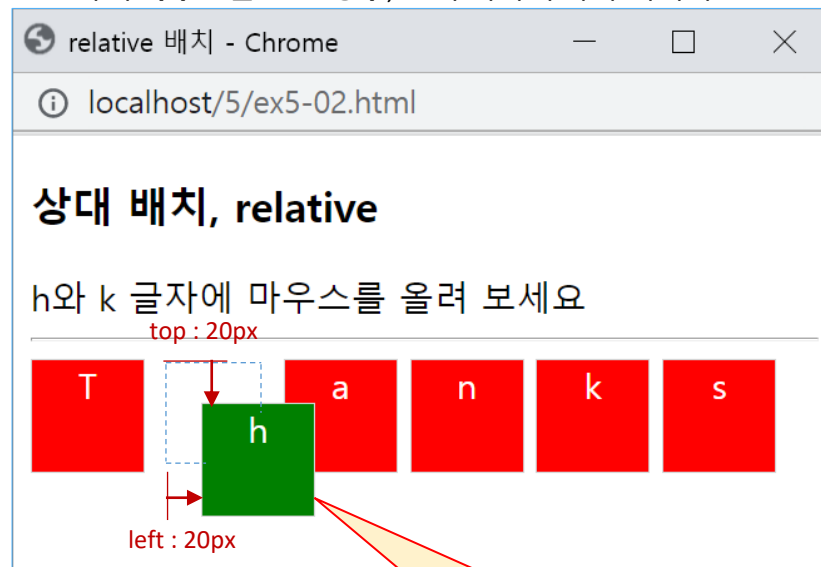 relative 배치 - Chrome
localhost/5/ex5-02.html
상대 배치, relative
h와 k 글자에 마우스를 올려 보세요
top : 20px
T a n k s
h
left : 20px